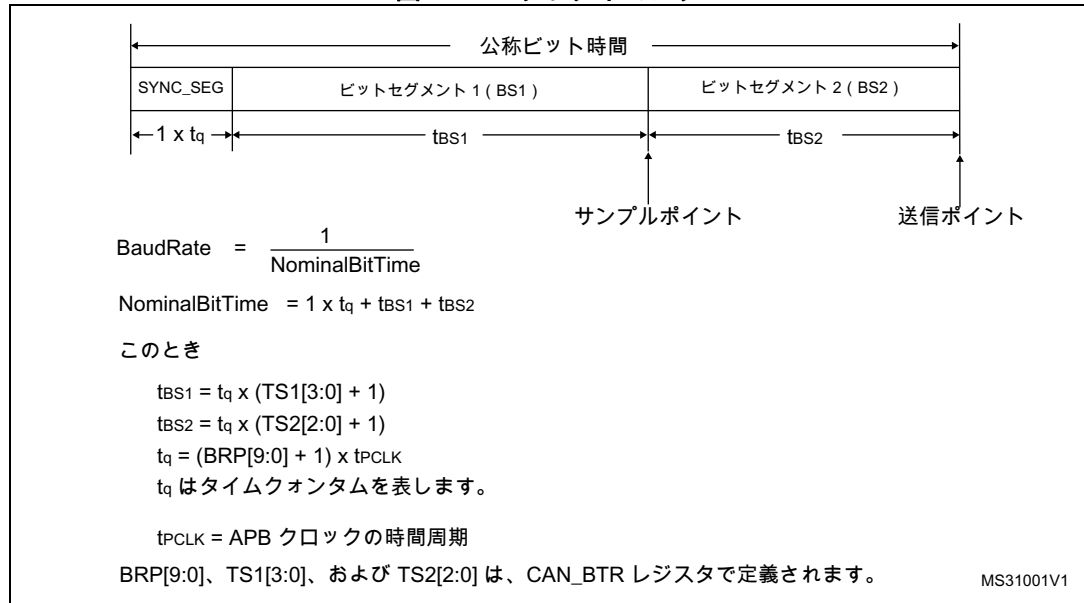 公称ビット時間
SYNC_SEG
ビットセグメント 1 ( BS1 )
ビットセグメント 2 ( BS2 )
1 x tq
tBS1
tBS2
サンプルポイント
送信ポイント
BaudRate = 1
NominalBitTime
NominalBitTime = 1 x tq + tBS1 + tBS2
このとき
tBS1 = tq x (TS1[3:0] + 1)
tBS2 = tq x (TS2[2:0] + 1)
tq = (BRP[9:0] + 1) x tPCLK
tq はタイムクォンタムを表します。
tPCLK = APB クロックの時間周期
BRP[9:0]、TS1[3:0]、および TS2[2:0] は、CAN_BTR レジスタで定義されます。
MS31001V1